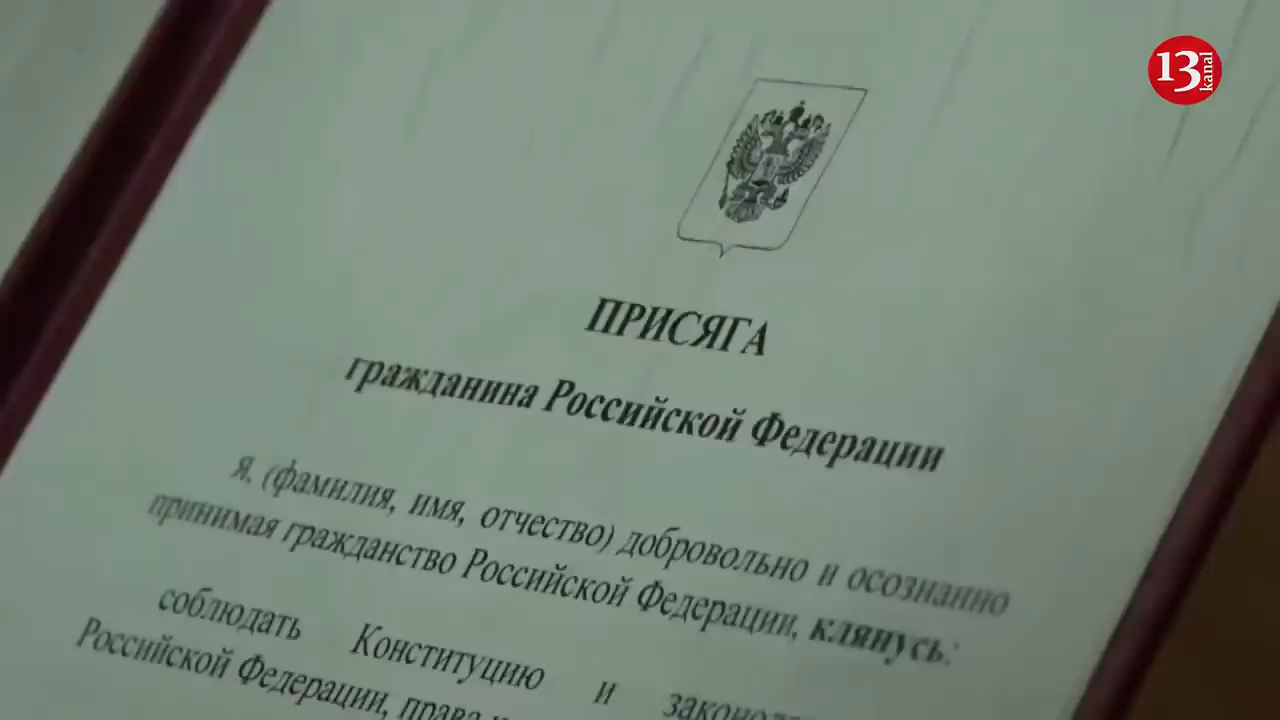 13
kanal
ПРИСЯГА
гражданина Российской Федерации
Я, (фамилия, имя, отчество) добровольно и осознанно
принимая гражданство Российской Федерации, клянусь:
соблюдать Конституцию и
Российской Федерации, права